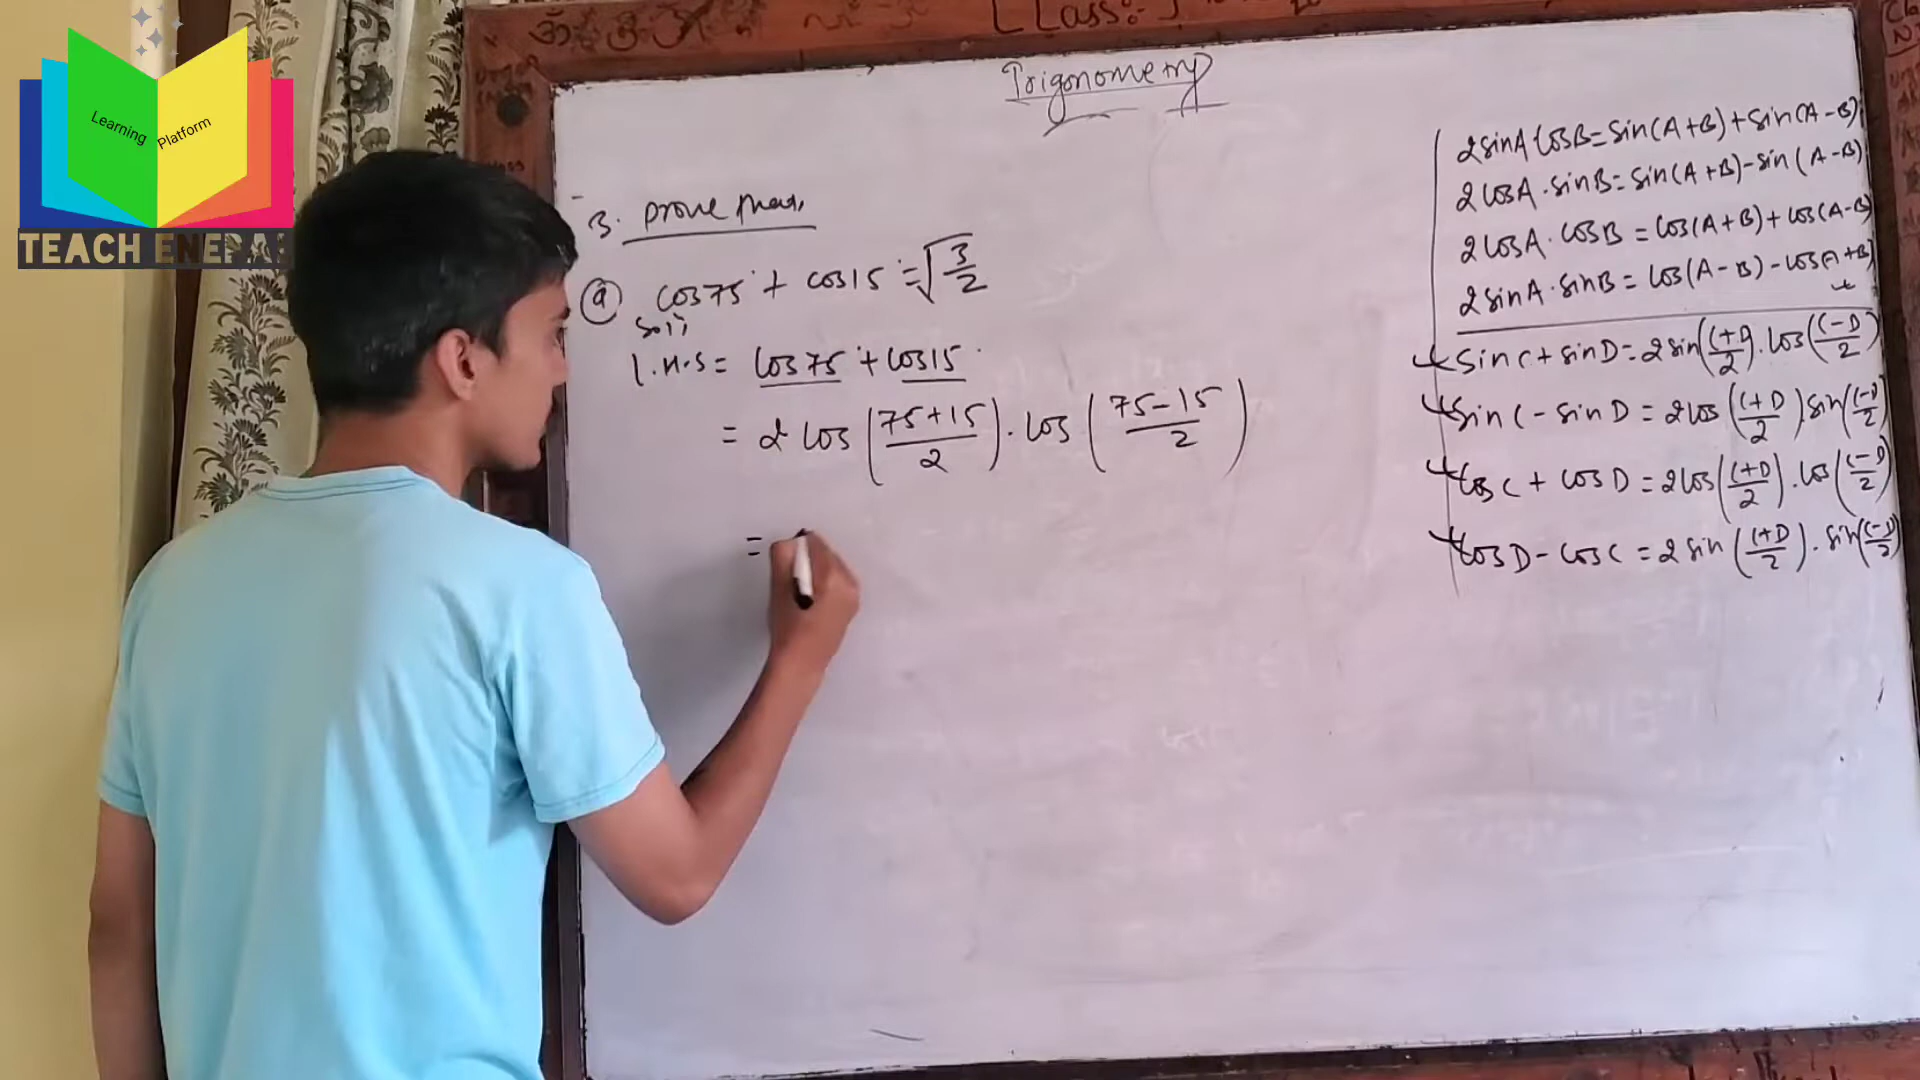 Learning Platform
TEACH ENEPAS
[Class:-
Trigonometry
3. prove that,
(a) cos75° + cos15° = √(3/2)
Sol:
L.H.S = cos75° + cos15°
= 2 cos((75+15)/2) . cos((75-15)/2)
=
2sinA cosB = sin(A+B) + sin(A-B)
2cosA . sinB = sin(A+B) - sin(A-B)
2cosA . cosB = cos(A+B) + cos(A-B)
2sinA . sinB = cos(A-B) - cos(A+B)
sinC + sinD = 2sin((C+D)/2) . cos((C-D)/2)
sinC - sinD = 2cos((C+D)/2) . sin((C-D)/2)
cosC + cosD = 2cos((C+D)/2) . cos((C-D)/2)
cosD - cosC = 2sin((C+D)/2) . sin((C-D)/2)